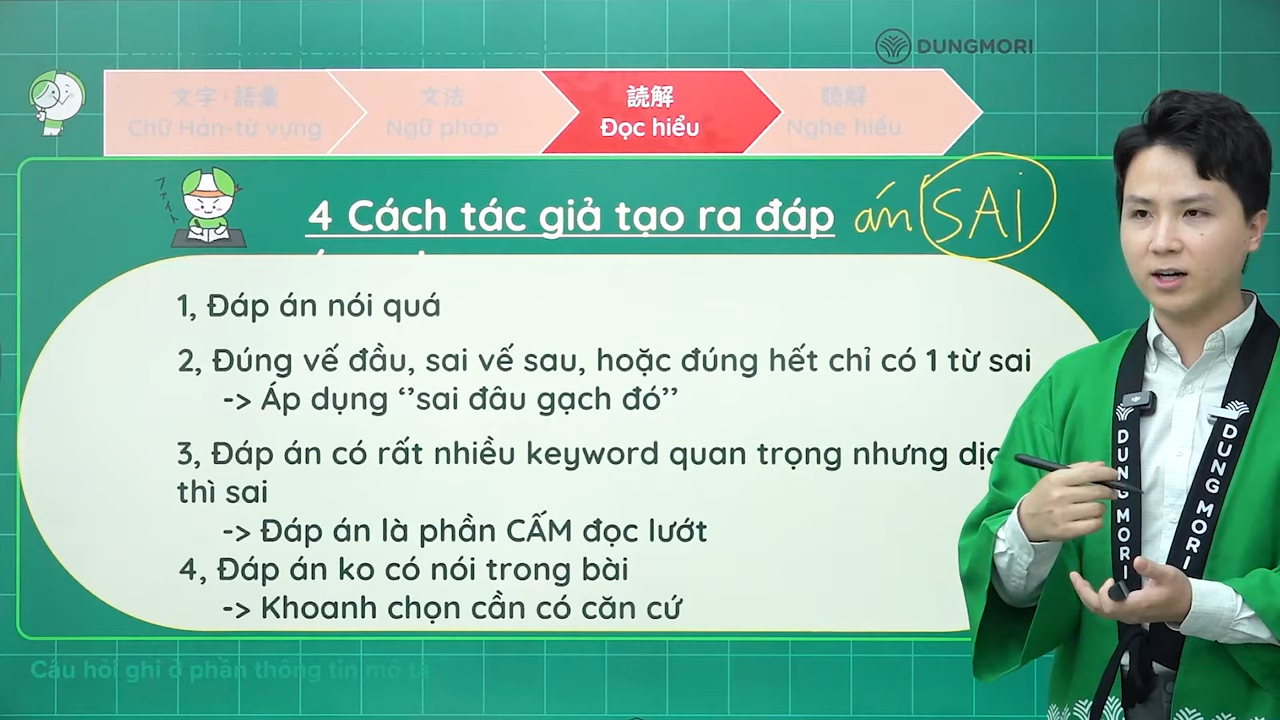 DUNGMORI
文字・語彙
Chữ Hán-từ vựng
文法
Ngữ pháp
読解
Đọc hiểu
聴解
Nghe hiểu
ファイト
4 Cách tác giả tạo ra đáp án SAi
1, Đáp án nói quá
2, Đúng vế đầu, sai vế sau, hoặc đúng hết chỉ có 1 từ sai
-> Áp dụng ‘’sai đâu gạch đó’’
3, Đáp án có rất nhiều keyword quan trọng nhưng
thì sai
-> Đáp án là phần CẤM đọc lướt
4, Đáp án ko có nói trong bài
-> Khoanh chọn cần có căn cứ
Câu hỏi ghi ở phần thông tin mô tả
DUNG MORI
DUNG MORI